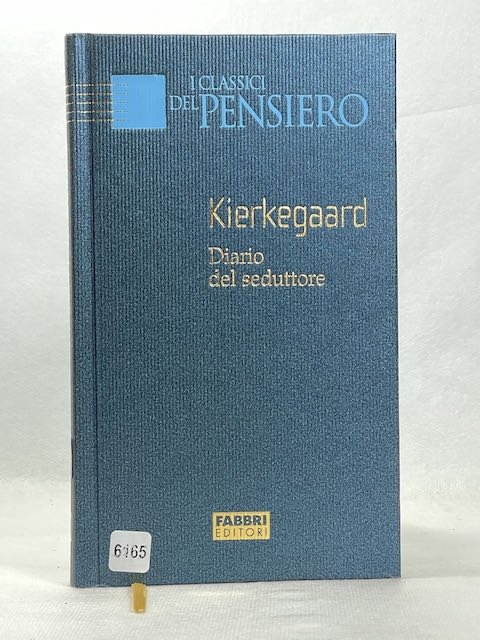 I CLASSICI
DEL PENSIERO
Kierkegaard
Diario
del seduttore
FABBRI
EDITORI
6165